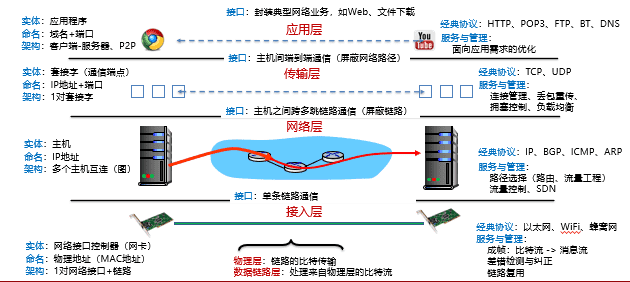 接口：封装典型网络业务，如Web、文件下载
实体：应用程序
命名：域名+端口
架构：客户端-服务器、P2P
应用层
You
Tube
经典协议：HTTP、POP3、FTP、BT、DNS
服务与管理：
面向应用需求的优化
接口：主机间端到端通信（屏蔽网络路径）
传输层
实体：套接字（通信端点）
命名：IP地址+端口
架构：1对套接字
经典协议：TCP、UDP
服务与管理：
连接管理、丢包重传、
拥塞控制、负载均衡
接口：主机之间跨多跳链路通信（屏蔽链路）
网络层
实体：主机
命名：IP地址
架构：多个主机互连（图）
经典协议：IP、BGP、ICMP、ARP
服务与管理：
路径选择（路由、流量工程）
流量控制、SDN
接口：单条链路通信
接入层
实体：网络接口控制器（网卡）
命名：物理地址（MAC地址）
架构：1对网络接口+链路
物理层：链路的比特传输
数据链路层：处理来自物理层的比特流
经典协议：以太网、WiFi、蜂窝网
服务与管理：
成帧：比特流 -> 消息流
差错检测与纠正
链路复用